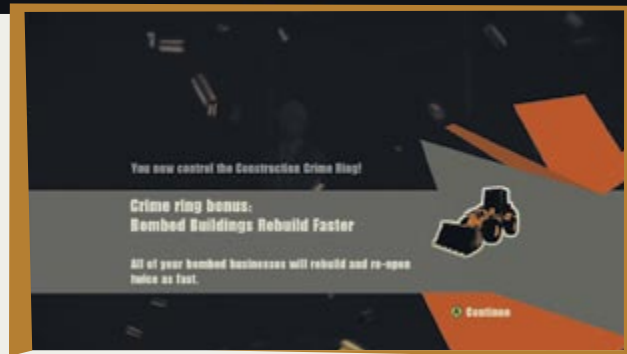 You now control the Construction Crime Ring!
Crime ring bonus:
Bombed Buildings Rebuild Faster
All of your bombed businesses will rebuild and re-open
twice as fast.
A Continue